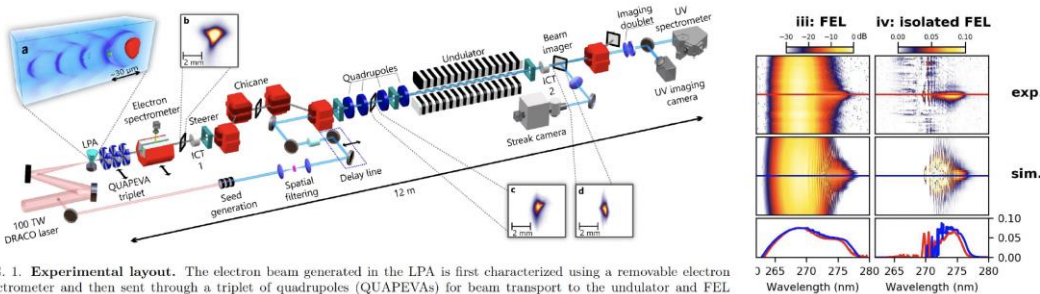 a
~30 μm
b
2 mm
Electron
spectrometer
LPA
QUAPEVA
triplet
100 TW
DRACO laser
Steerer
ICT
1
Chicane
Quadrupoles
Undulator
Beam
imager
ICT
2
Imaging
doublet
UV spectrometer
UV imaging
camera
Streak camera
Delay line
Spatial
filtering
Seed
generation
12 m
c
2 mm
d
2 mm
iii: FEL
iv: isolated FEL
−30 −20 −10 0 dB
0.00 0.05 0.10
exp.
sim.
0.10
0.05
0.00
265 270 275 280
265 270 275 280
Wavelength (nm)
Wavelength (nm)
. 1. Experimental layout. The electron beam generated in the LPA is first characterized using a removable electron
ctrometer and then sent through a triplet of quadrupoles (QUAPEVAs) for beam transport to the undulator and FEL